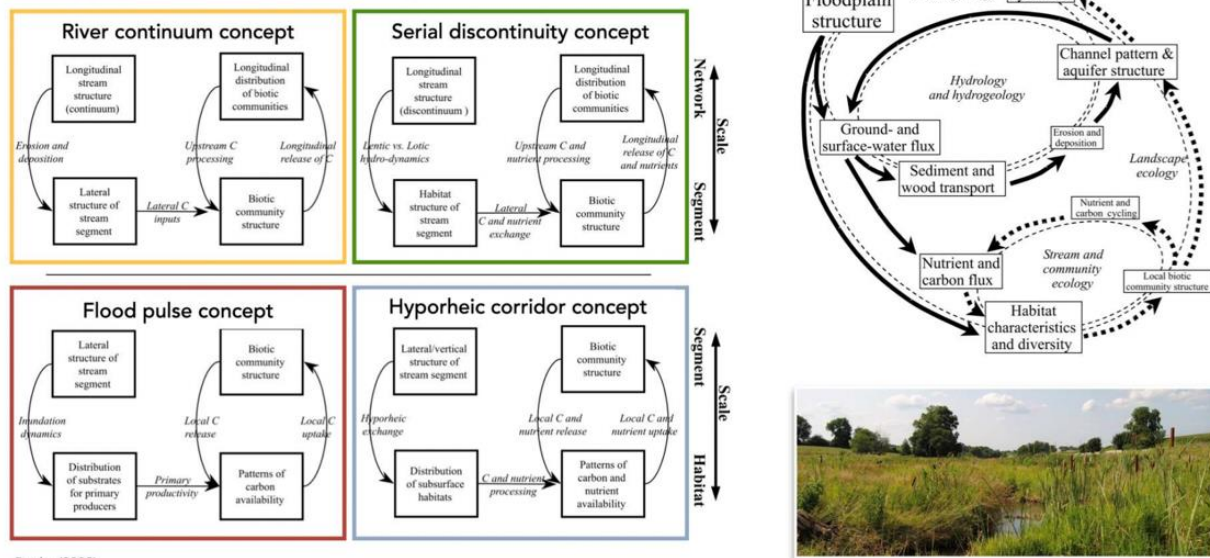 River continuum concept
Longitudinal
stream
structure
(continuum)
Longitudinal
distribution
of biotic
communities
Erosion and
deposition
Upstream C
processing
Longitudinal
release of C
Lateral
structure of
stream
segment
Lateral C
inputs
Biotic
community
structure
Serial discontinuity concept
Longitudinal
stream
structure
(discontinuum )
Longitudinal
distribution
of biotic
communities
Lentic vs. Lotic
hydro-dynamics
Upstream C and
nutrient processing
Longitudinal
release of C
and nutrients
Habitat
structure of
stream
segment
Lateral
C and nutrient
exchange
Biotic
community
structure
Network
Scale
Segment
Flood pulse concept
Lateral
structure of
stream
segment
Biotic
community
structure
Inundation
dynamics
Local C
release
Local C
uptake
Distribution
of substrates
for primary
producers
Primary
productivity
Patterns of
carbon
availability
Hyporheic corridor concept
Lateral/vertical
structure of
stream segment
Biotic
community
structure
Hyporheic
exchange
Local C and
nutrient release
Local C and
nutrient uptake
Distribution
of subsurface
habitats
C and nutrient
processing
Patterns of
carbon and
nutrient
availability
Segment
Scale
Habitat
Floodplain
structure
Channel pattern &
aquifer structure
Hydrology
and hydrogeology
Ground- and
surface-water flux
Erosion and
deposition
Sediment and
wood transport
Landscape
ecology
Nutrient and
carbon cycling
Stream and
community
ecology
Nutrient and
carbon flux
Local biotic
community structure
Habitat
characteristics
and diversity